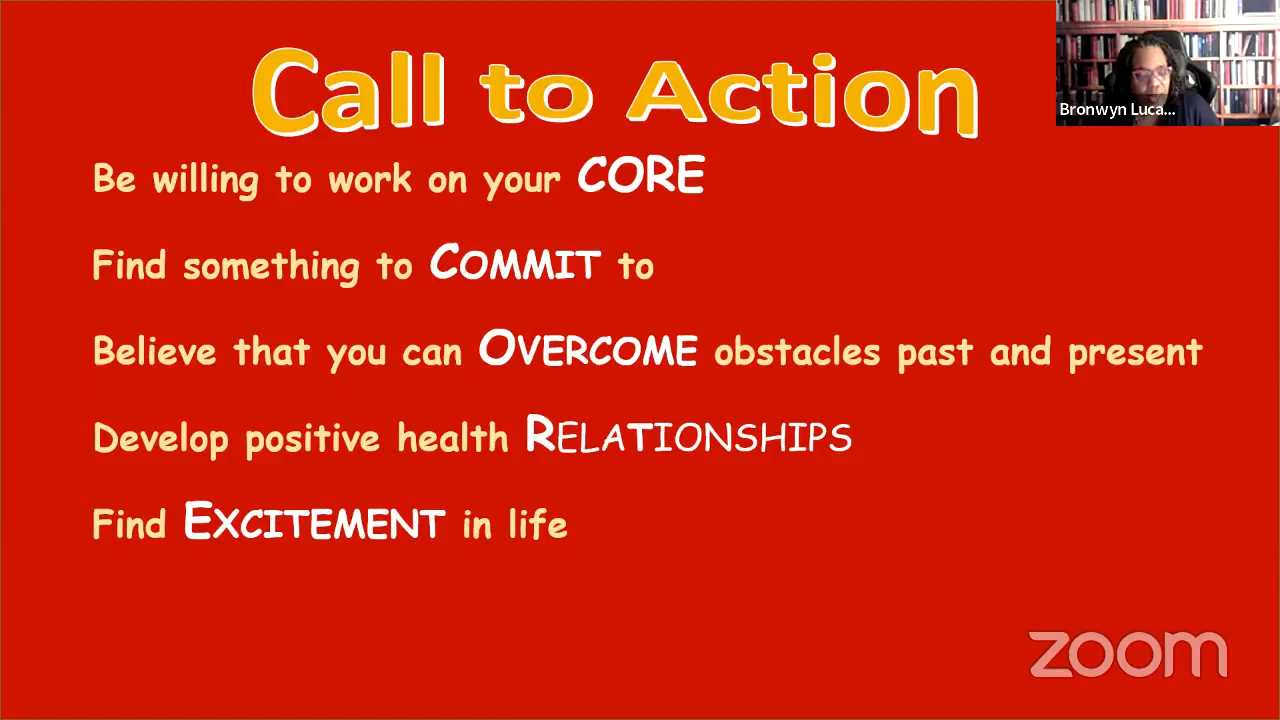 Call to Action
Bronwyn Luca...
Be willing to work on your CORE
Find something to COMMIT to
Believe that you can OVERCOME obstacles past and present
Develop positive health RELATIONSHIPS
Find EXCITEMENT in life
zoom